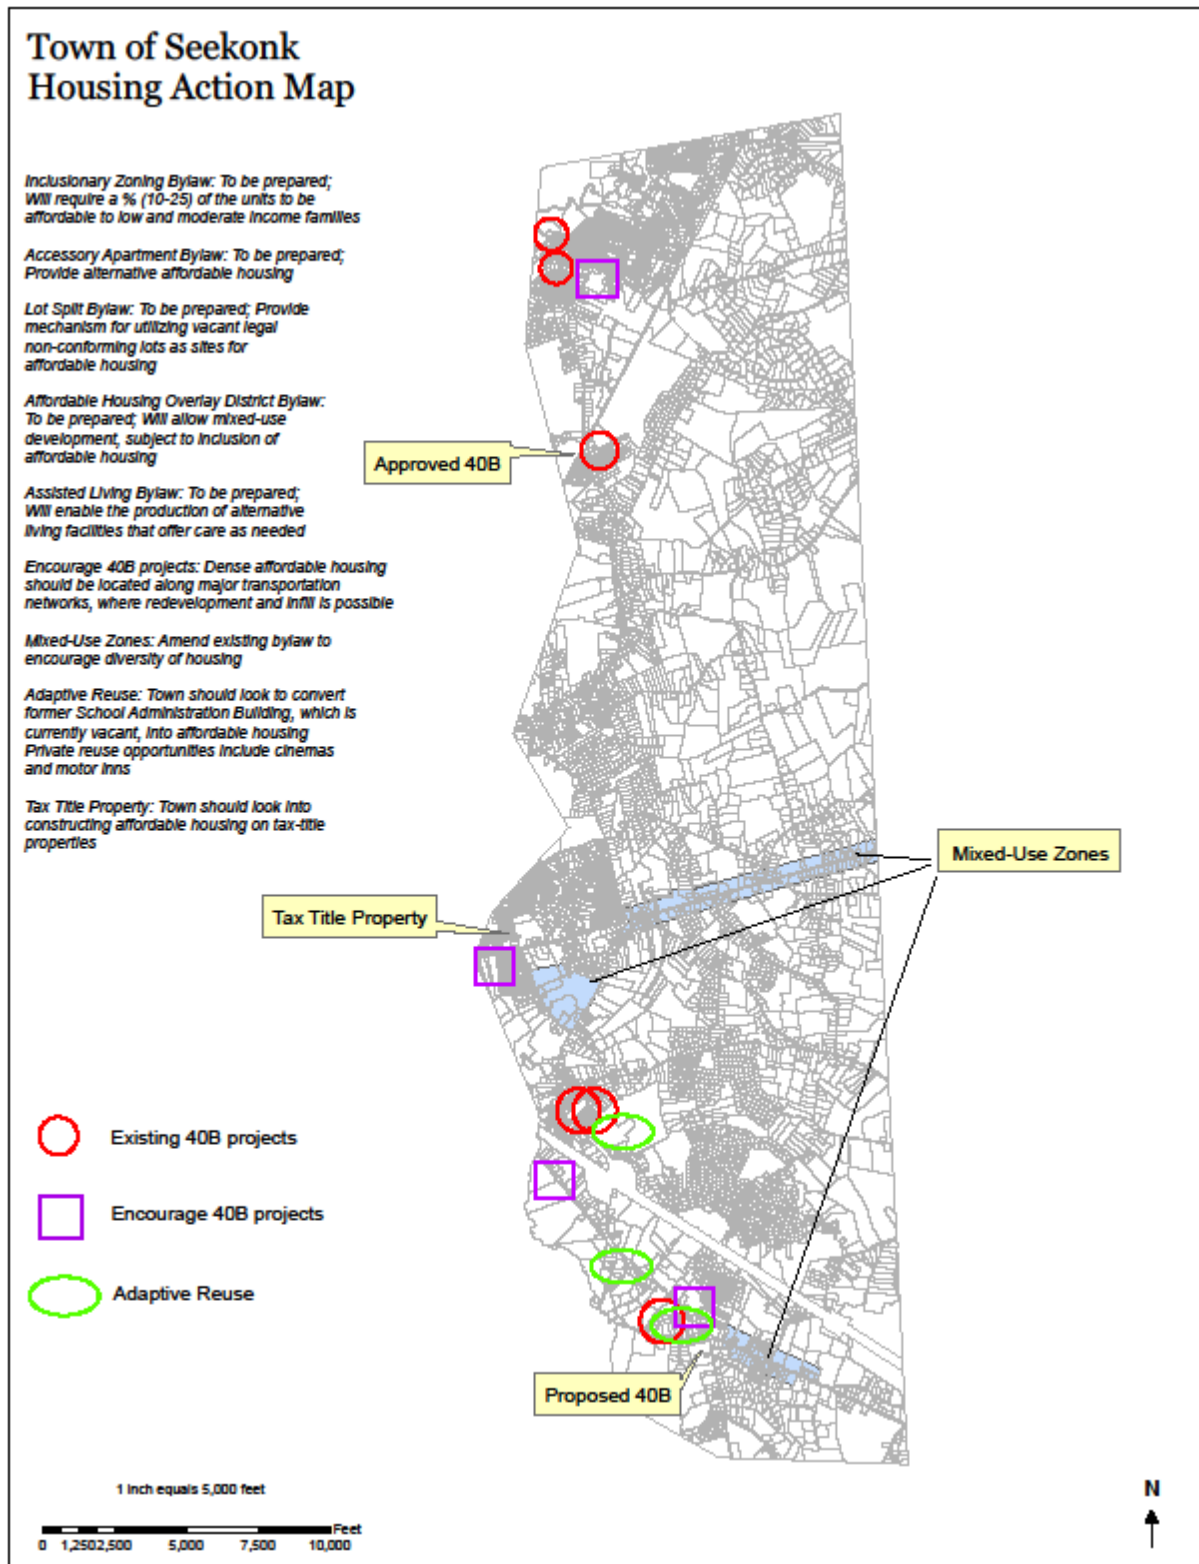 Town of Seekonk
Housing Action Map
Inclusionary Zoning Bylaw: To be prepared;
Will require a % (10-25) of the units to be
affordable to low and moderate income families
Accessory Apartment Bylaw: To be prepared;
Provide alternative affordable housing
Lot Split Bylaw: To be prepared; Provide
mechanism for utilizing vacant legal
non-conforming lots as sites for
affordable housing
Affordable Housing Overlay District Bylaw:
To be prepared; Will allow mixed-use
development, subject to inclusion of
affordable housing
Approved 40B
Assisted Living Bylaw: To be prepared;
Will enable the production of alternative
living facilities that offer care as needed
Encourage 40B projects: Dense affordable housing
should be located along major transportation
networks, where redevelopment and infill is possible
Mixed-Use Zones: Amend existing bylaw to
encourage diversity of housing
Adaptive Reuse: Town should look to convert
former School Administration Building, which is
currently vacant, into affordable housing
Private reuse opportunities include cinemas
and motor inns
Tax Title Property: Town should look into
constructing affordable housing on tax-title
properties
Mixed-Use Zones
Tax Title Property
Existing 40B projects
Encourage 40B projects
Adaptive Reuse
Proposed 40B
1 inch equals 5,000 feet
Feet
0 1,250 2,500 5,000 7,500 10,000
N